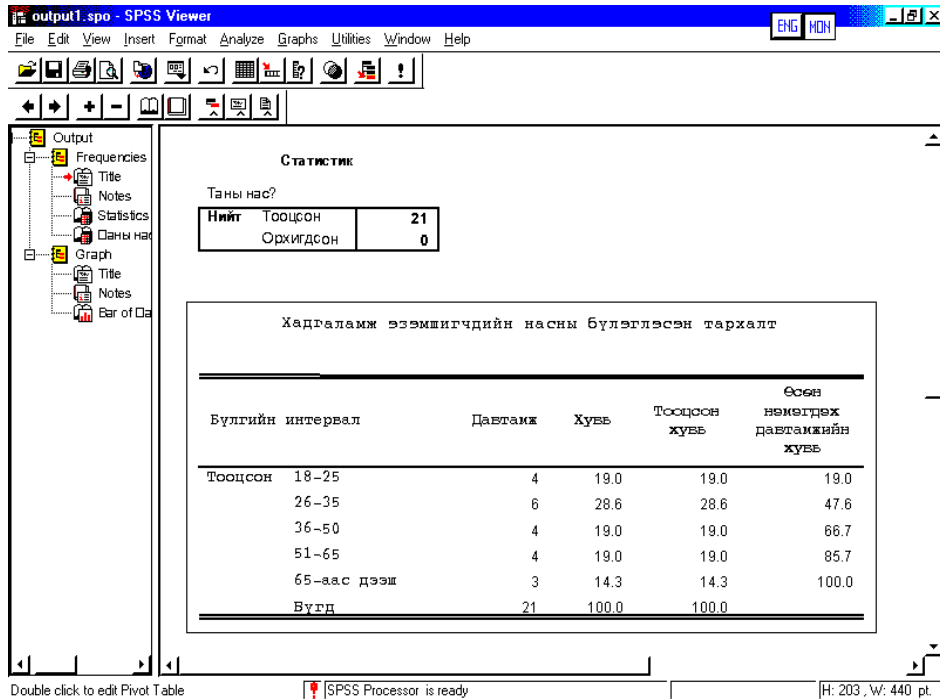 output1.spo - SPSS Viewer
ENG MON
File Edit View Insert Format Analyze Graphs Utilities Window Help
Output
Frequencies
Title
Notes
Statistics
Даны нас
Graph
Title
Notes
Bar of Da
Статистик
Таны нас?
Нийт Тооцсон 21
Орхигдсон 0
Хадгаламж эзэмшигчдийн насны бүлэглэсэн тархалт
Бүлгийн интервал Давтамж Хувь Тооцсон хувь Өсөн нэмэгдэх давтамжийн хувь
Тооцсон 18-25 4 19.0 19.0 19.0
26-35 6 28.6 28.6 47.6
36-50 4 19.0 19.0 66.7
51-65 4 19.0 19.0 85.7
65-аас дээш 3 14.3 14.3 100.0
Бүгд 21 100.0 100.0
Double click to edit Pivot Table SPSS Processor is ready H: 203 , W: 440 pt.